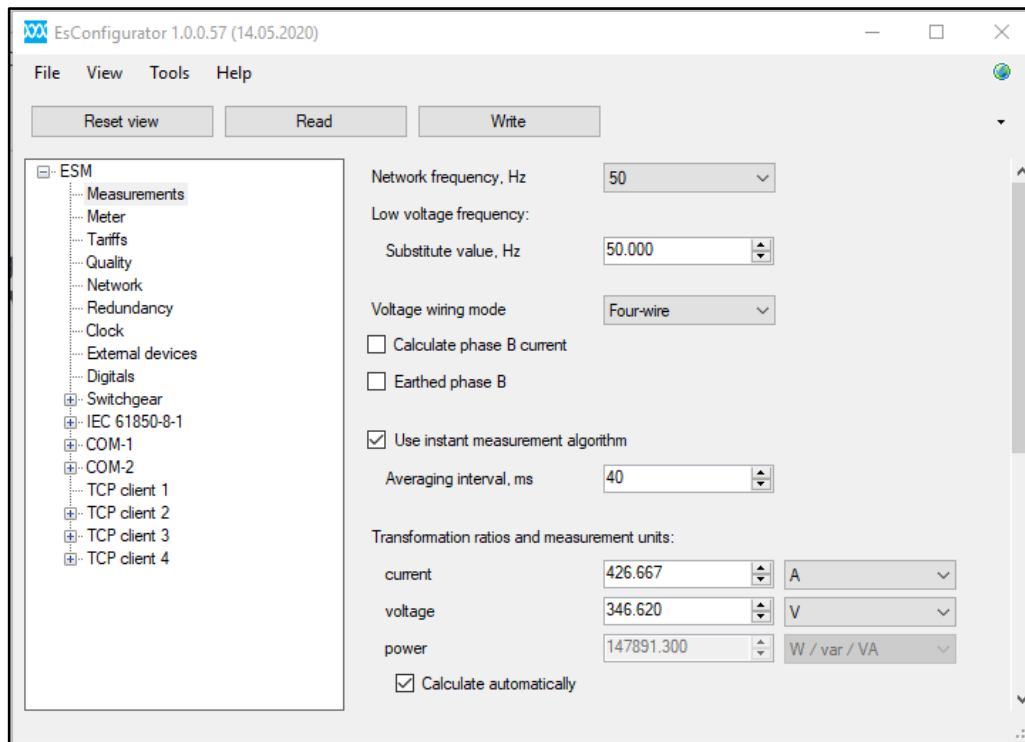 EsConfigurator 1.0.0.57 (14.05.2020)
File View Tools Help
Reset view Read Write
ESM
Measurements
Meter
Tariffs
Quality
Network
Redundancy
Clock
External devices
Digitals
Switchgear
IEC 61850-8-1
COM-1
COM-2
TCP client 1
TCP client 2
TCP client 3
TCP client 4
Network frequency, Hz 50
Low voltage frequency:
Substitute value, Hz 50.000
Voltage wiring mode Four-wire
Calculate phase B current
Earthed phase B
Use instant measurement algorithm
Averaging interval, ms 40
Transformation ratios and measurement units:
current 426.667 A
voltage 346.620 V
power 147891.300 W / var / VA
Calculate automatically